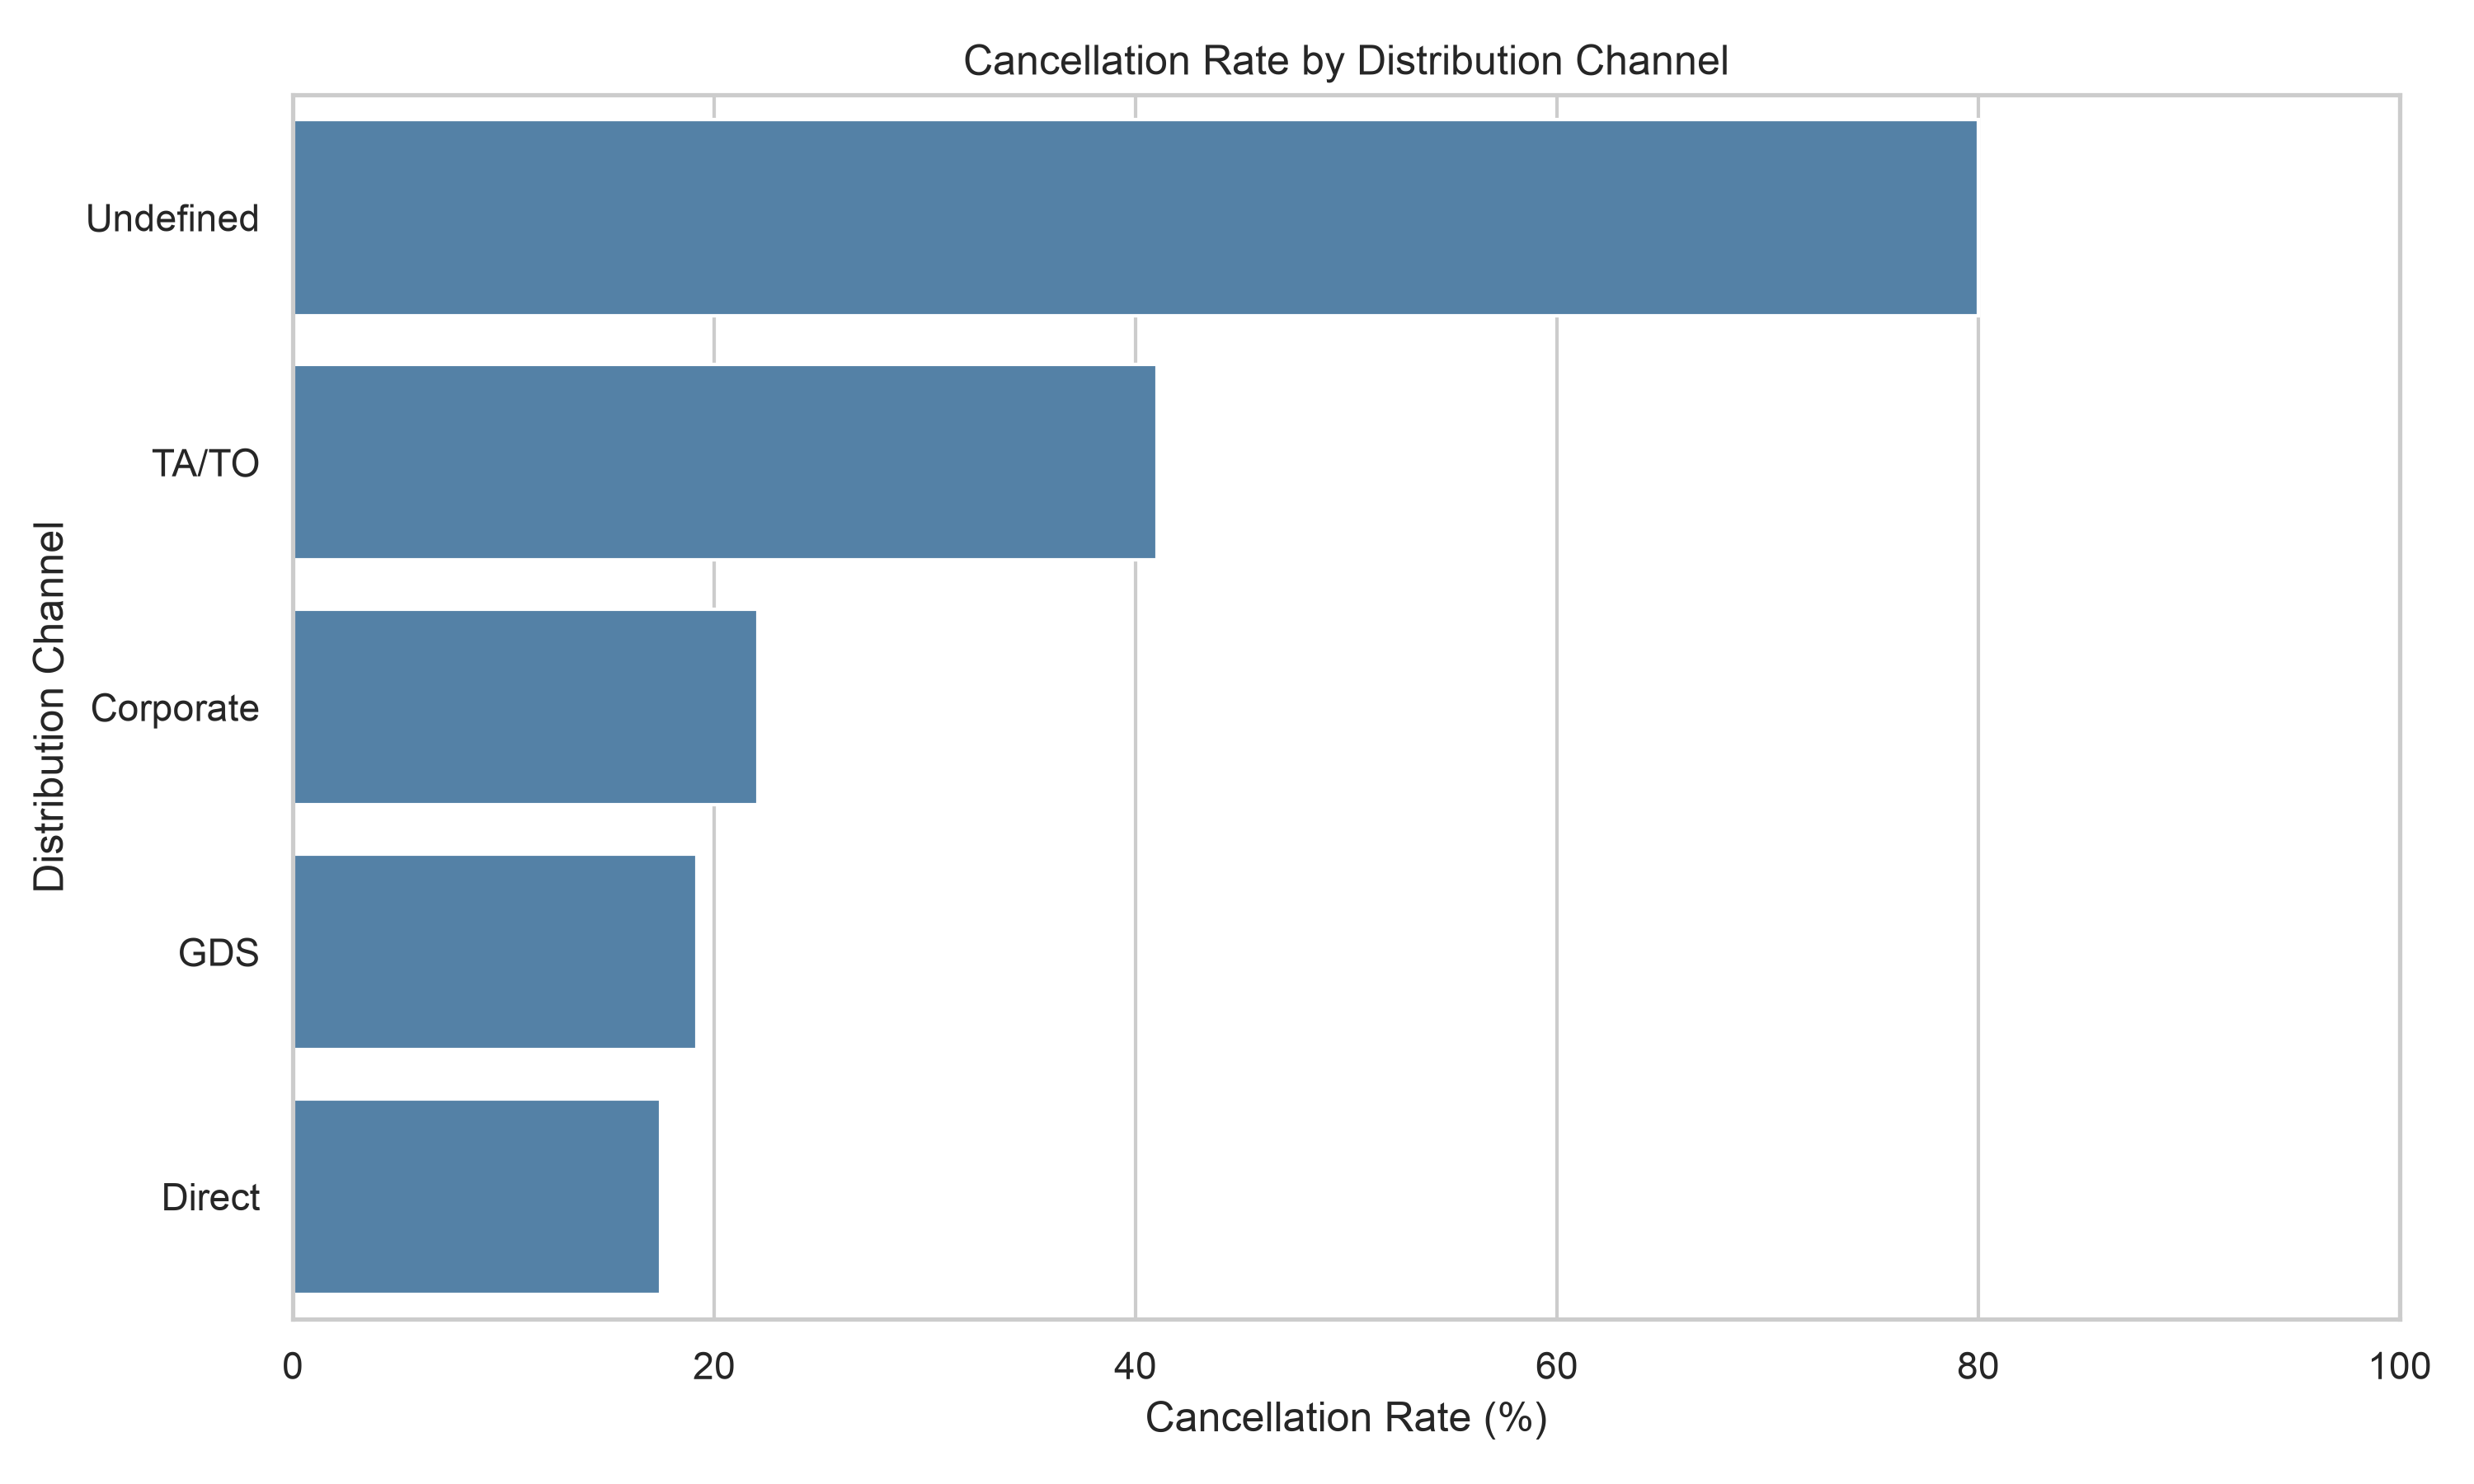 Cancellation Rate by Distribution Channel
Distribution Channel
Undefined
TA/TO
Corporate
GDS
Direct
0 20 40 60 80 100
Cancellation Rate (%)